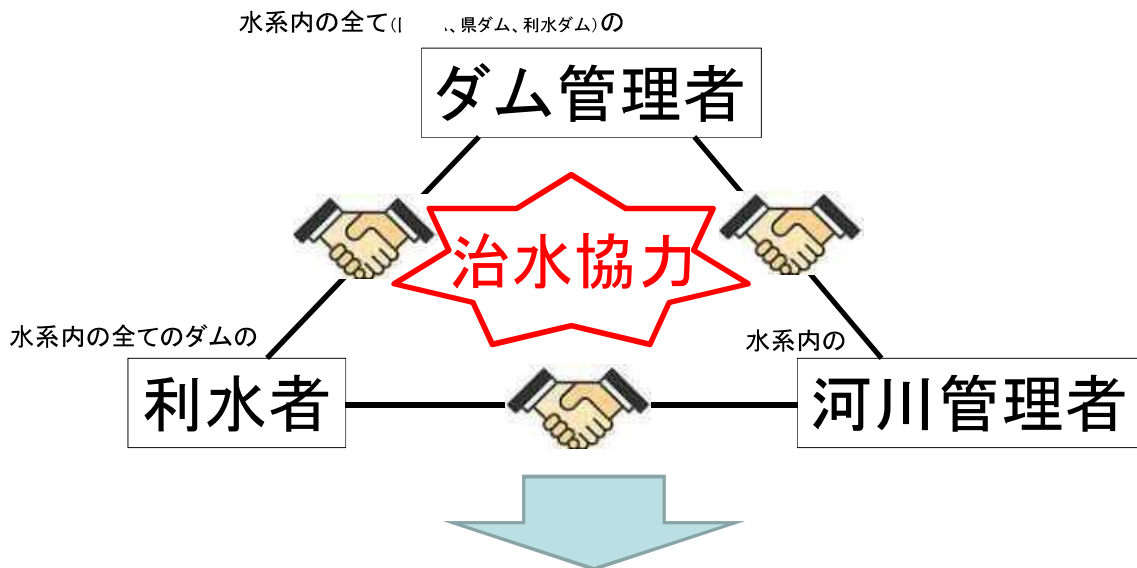 水系内の全て( 、県ダム、利水ダム)の
ダム管理者
治水協力
水系内の全てのダムの
利水者
水系内の
河川管理者